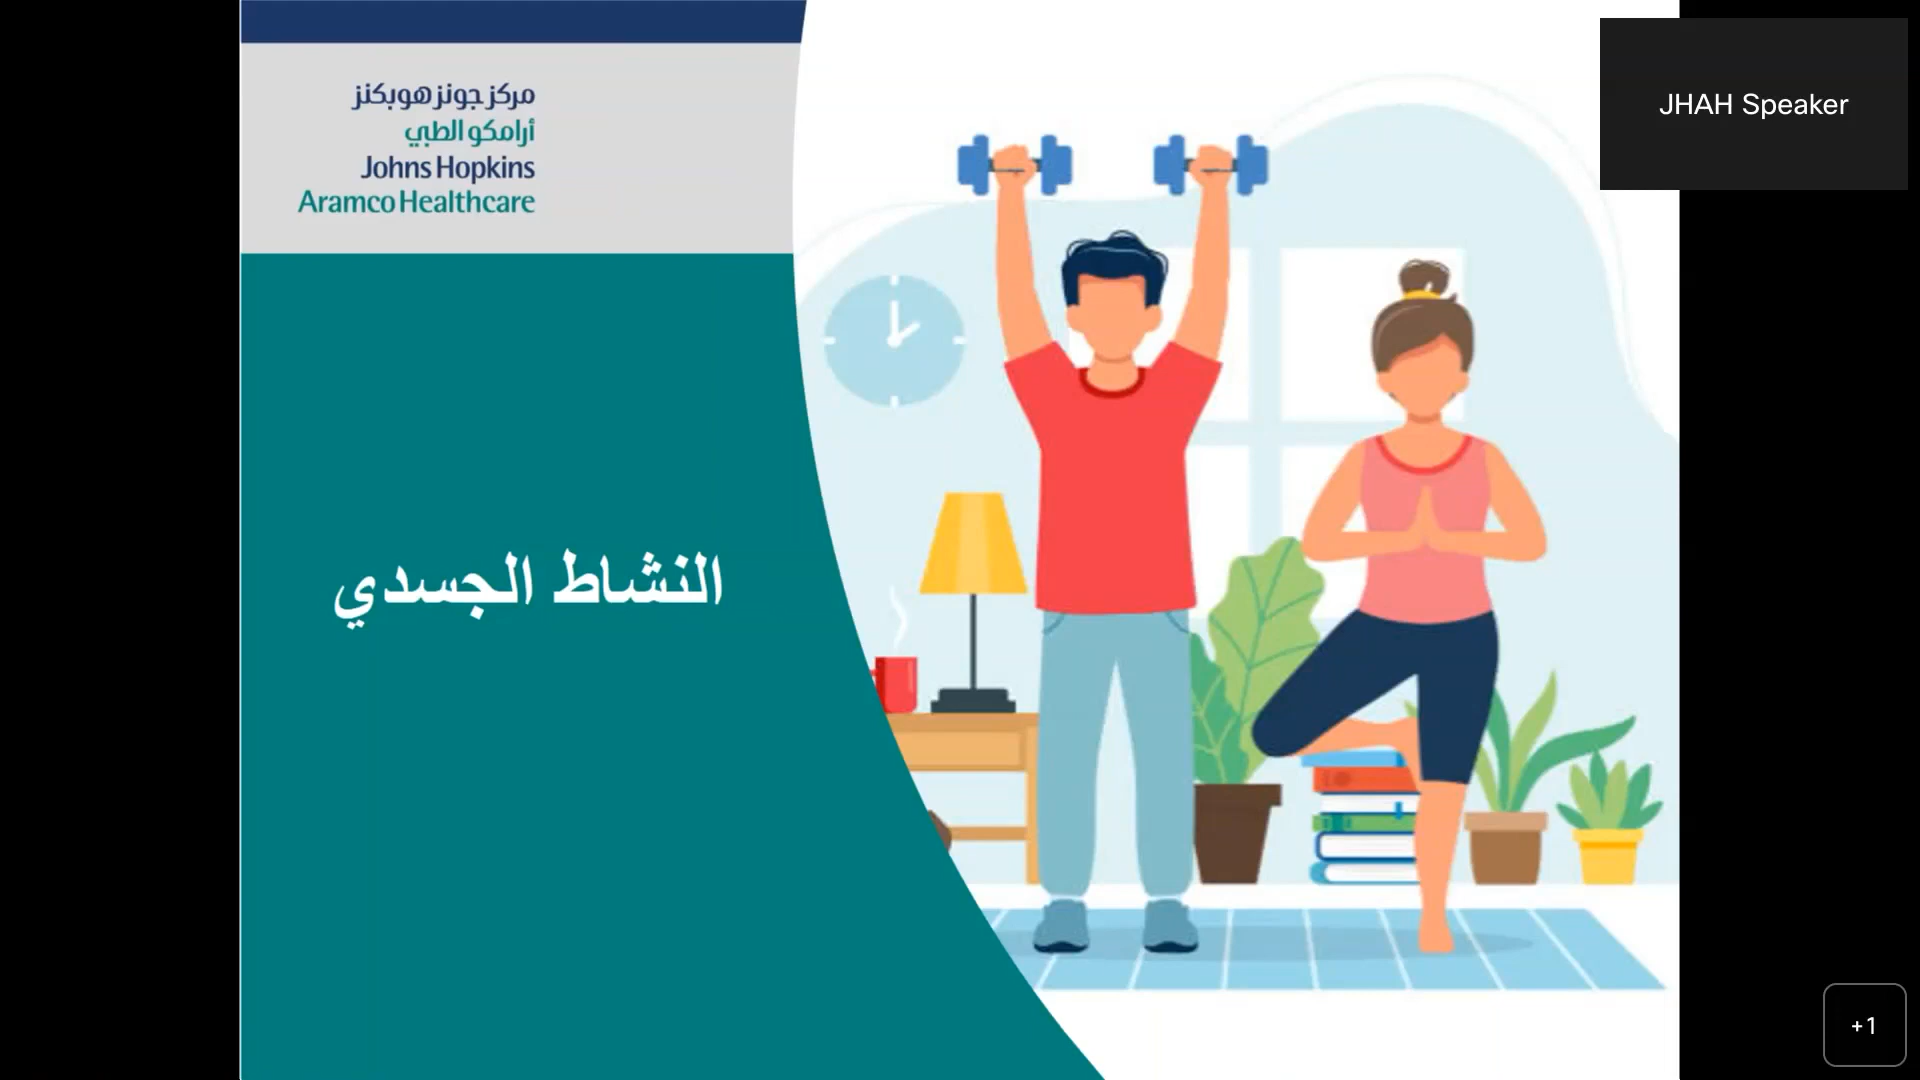 مركز جونز هوبكنز
أرامكو الطبي
Johns Hopkins
Aramco Healthcare
JHAH Speaker
النشاط الجسدي
+1